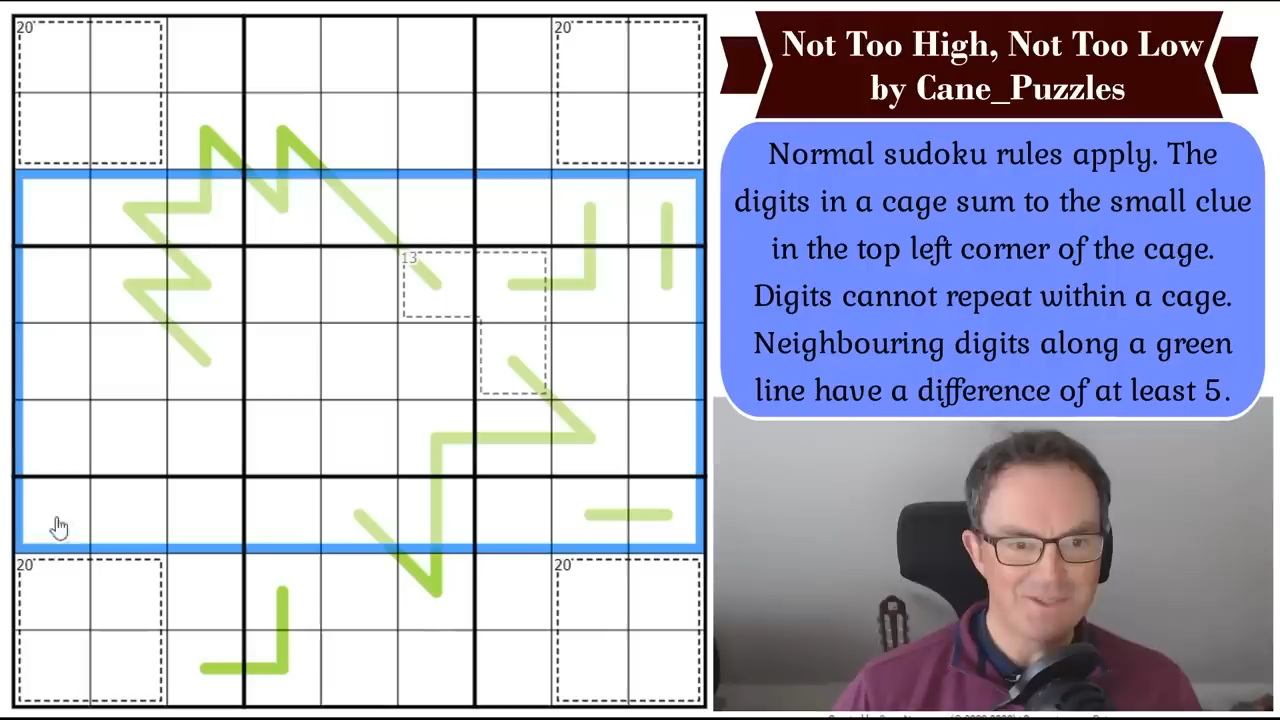 20
20
Not Too High, Not Too Low
by Cane_Puzzles
Normal sudoku rules apply. The
digits in a cage sum to the small clue
in the top left corner of the cage.
Digits cannot repeat within a cage.
Neighbouring digits along a green
line have a difference of at least 5.
13
20
20